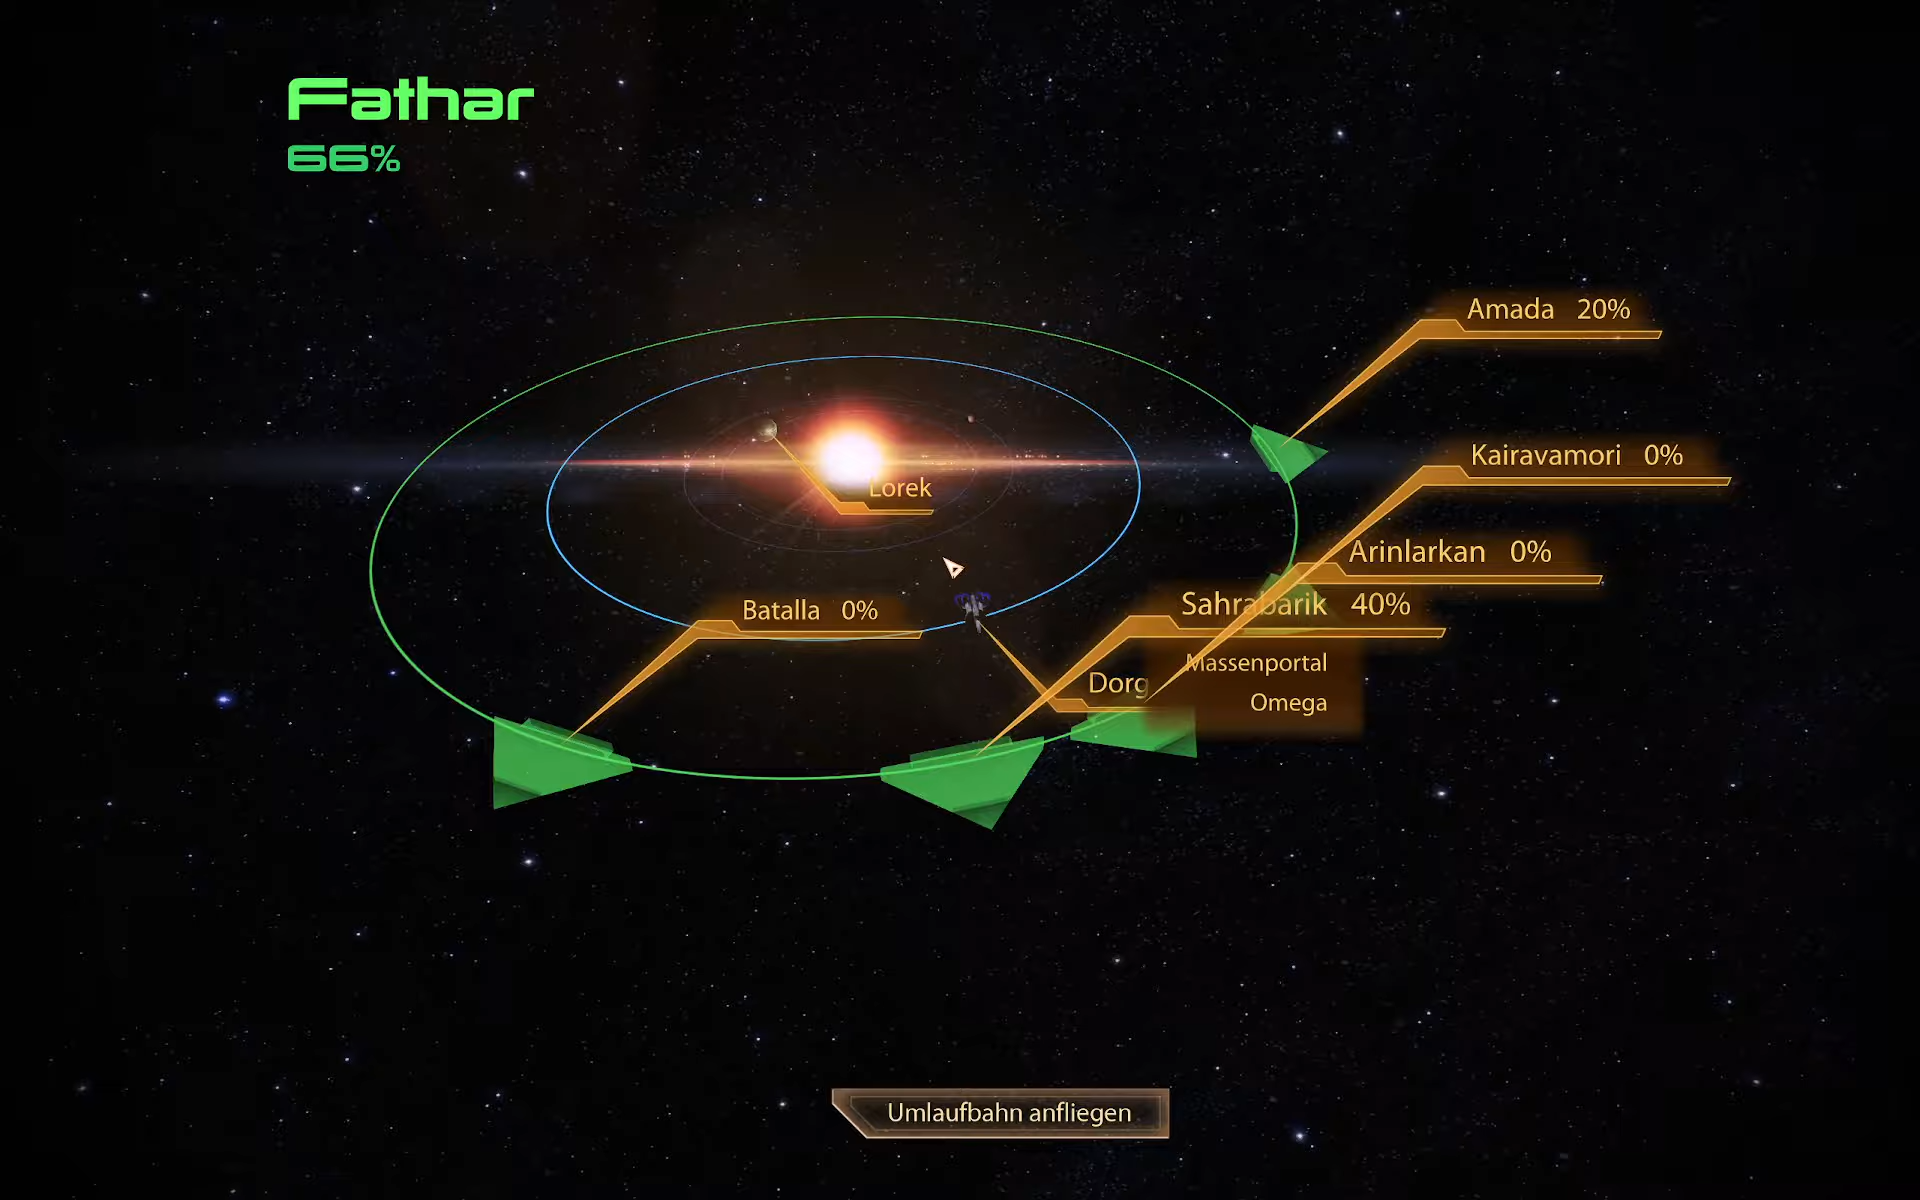 Fathar
66%
Amada 20%
Kairavamori 0%
Lorek
Arinlarkan 0%
Sahrabarik 40%
Batalla 0%
Massenportal
Dorg
Omega
Umlaufbahn anfliegen